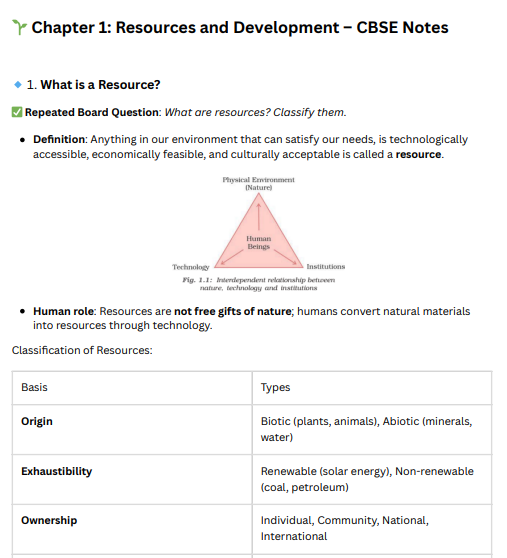 🌱 Chapter 1: Resources and Development – CBSE Notes
🔹 1. What is a Resource?
✅ Repeated Board Question: What are resources? Classify them.
• Definition: Anything in our environment that can satisfy our needs, is technologically
accessible, economically feasible, and culturally acceptable is called a resource.
Physical Environment
(Nature)
Human
Beings
Technology
Institutions
Fig. 1.1: Interdependent relationship between
nature, technology and institutions
• Human role: Resources are not free gifts of nature; humans convert natural materials
into resources through technology.
Classification of Resources:
Basis
Types
Origin
Biotic (plants, animals), Abiotic (minerals,
water)
Exhaustibility
Renewable (solar energy), Non-renewable
(coal, petroleum)
Ownership
Individual, Community, National,
International